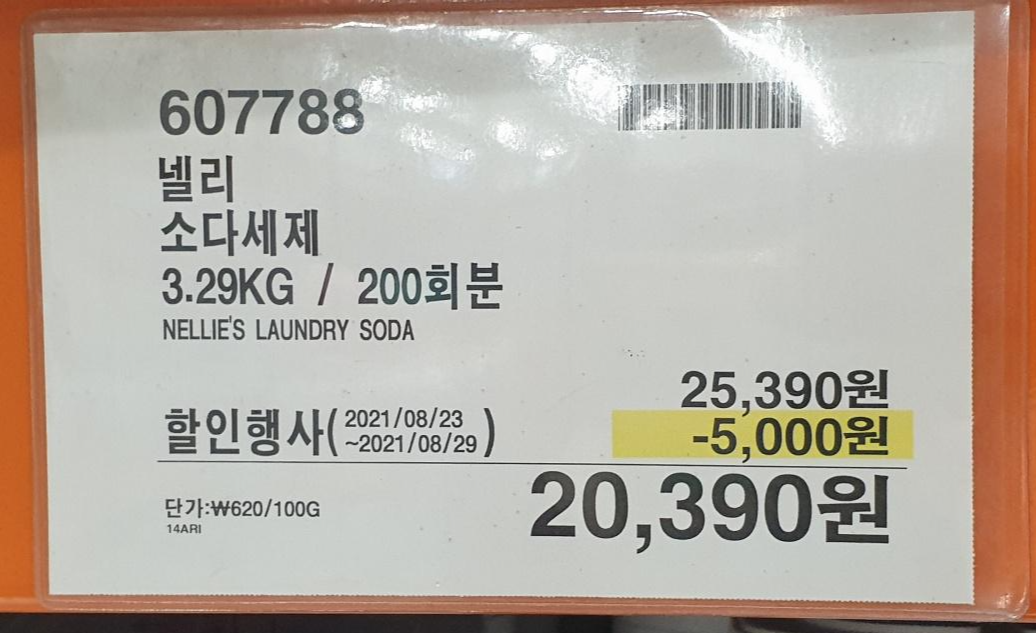 607788
넬리
소다세제
3.29KG / 200회분
NELLIE'S LAUNDRY SODA
25,390원
할인행사(2021/08/23
~2021/08/29)
-5,000원
20,390원
단가:₩620/100G
14ARI